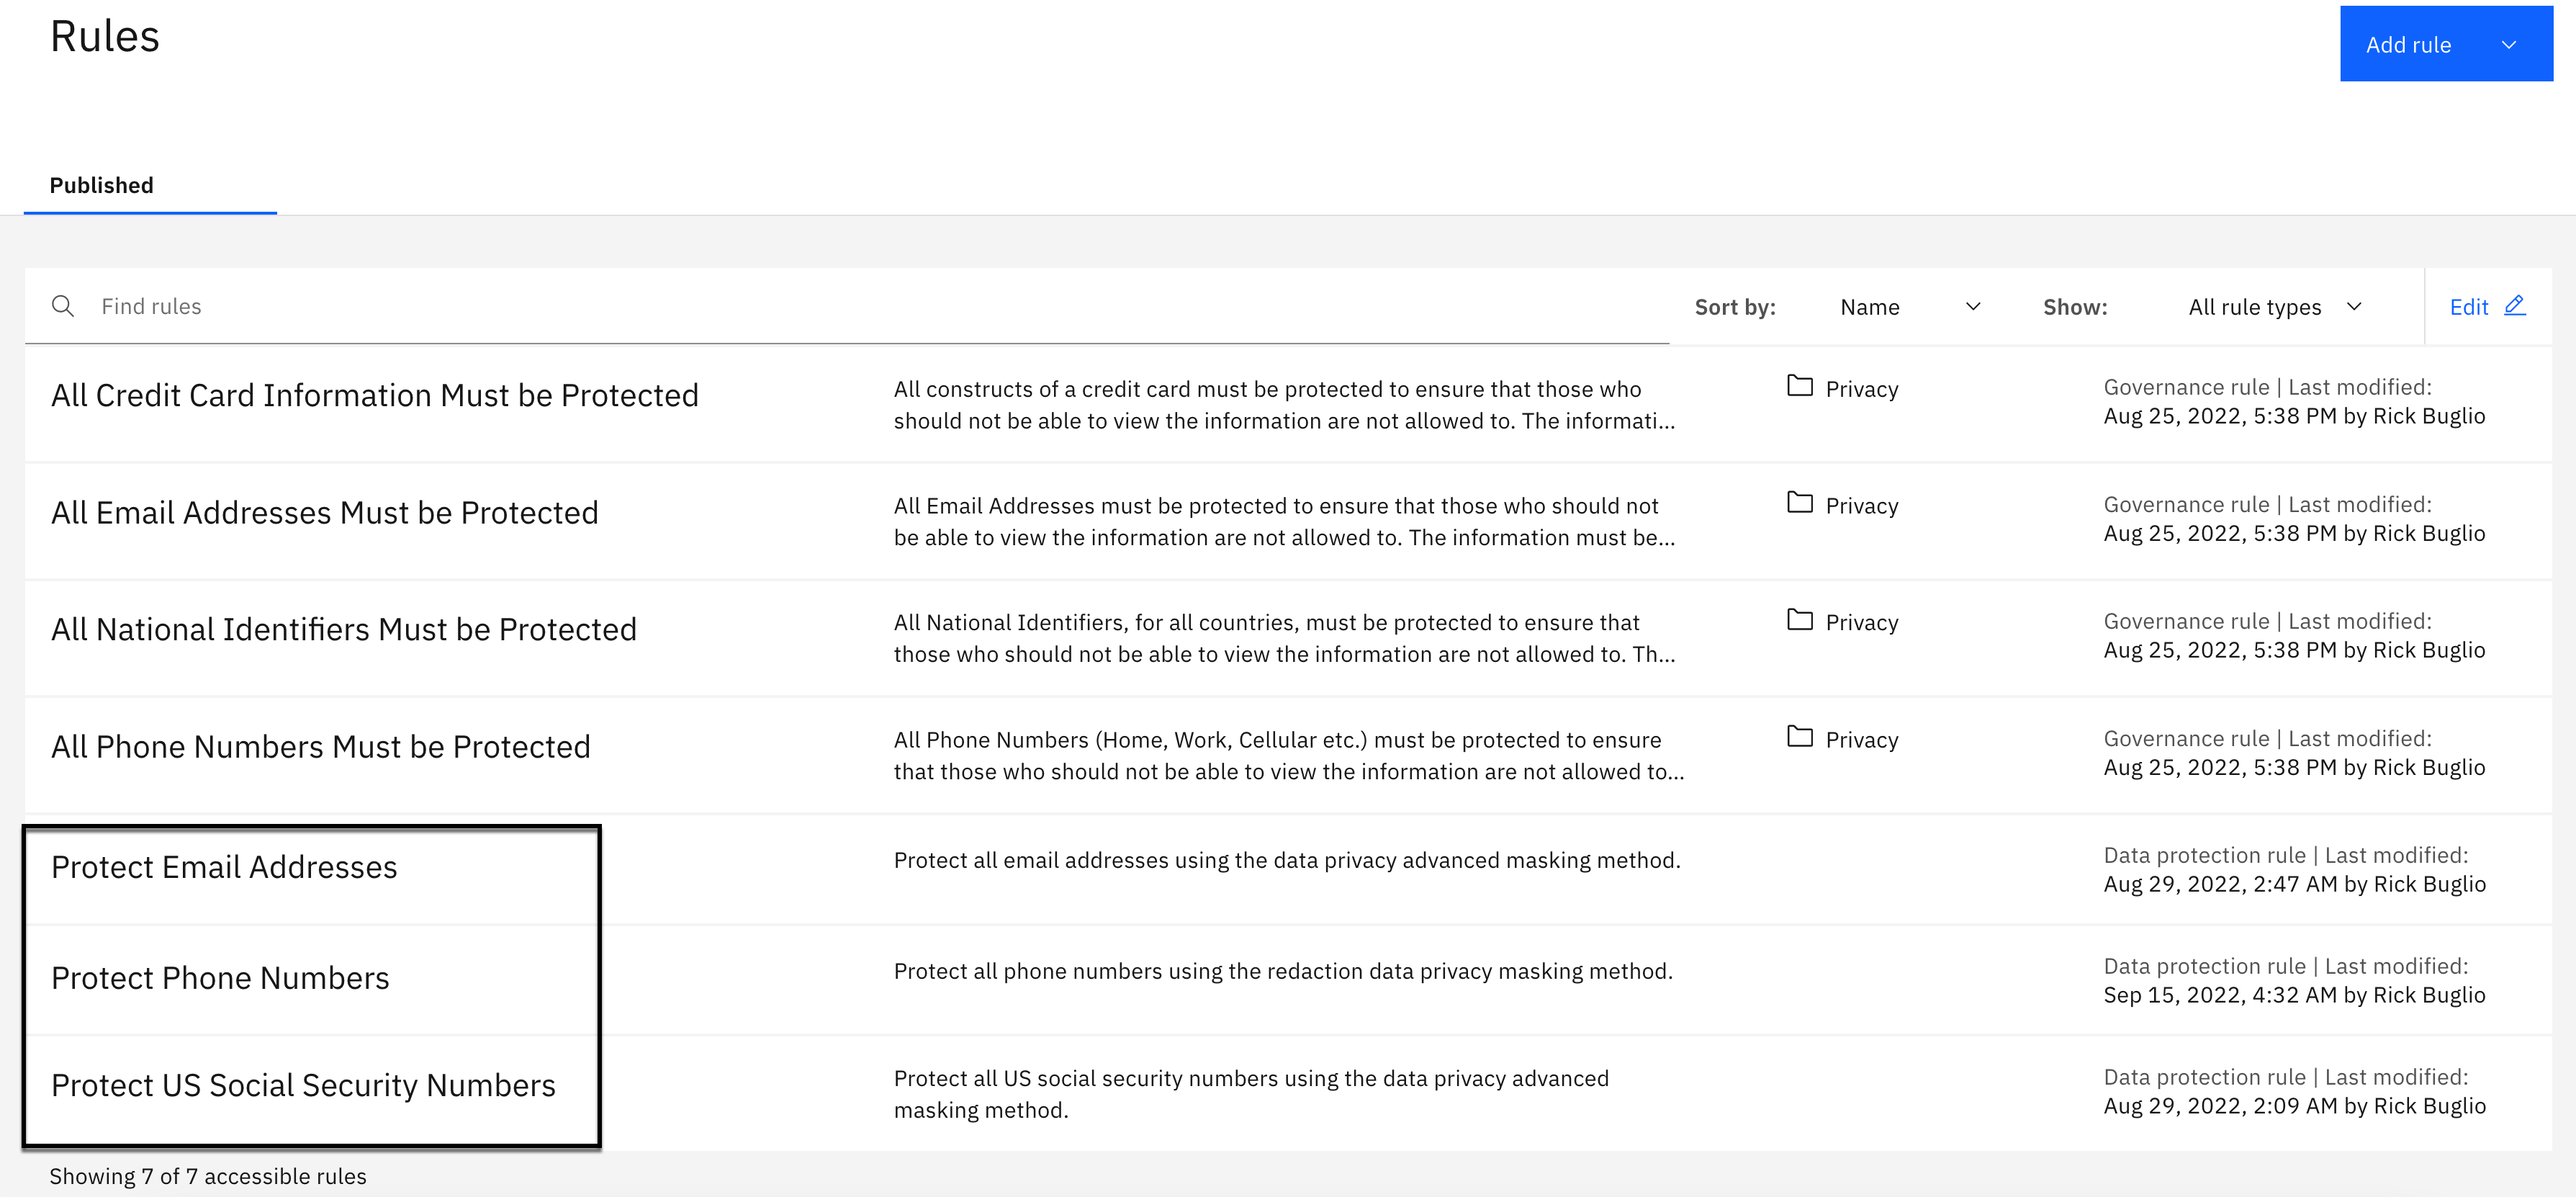 Rules
Add rule
Published
Find rules
Sort by: Name Show: All rule types Edit
All Credit Card Information Must be Protected
All constructs of a credit card must be protected to ensure that those who
should not be able to view the information are not allowed to. The informati...
Privacy
Governance rule | Last modified:
Aug 25, 2022, 5:38 PM by Rick Buglio
All Email Addresses Must be Protected
All Email Addresses must be protected to ensure that those who should not
be able to view the information are not allowed to. The information must be...
Privacy
Governance rule | Last modified:
Aug 25, 2022, 5:38 PM by Rick Buglio
All National Identifiers Must be Protected
All National Identifiers, for all countries, must be protected to ensure that
those who should not be able to view the information are not allowed to. Th...
Privacy
Governance rule | Last modified:
Aug 25, 2022, 5:38 PM by Rick Buglio
All Phone Numbers Must be Protected
All Phone Numbers (Home, Work, Cellular etc.) must be protected to ensure
that those who should not be able to view the information are not allowed to...
Privacy
Governance rule | Last modified:
Aug 25, 2022, 5:38 PM by Rick Buglio
Protect Email Addresses
Protect all email addresses using the data privacy advanced masking method.
Data protection rule | Last modified:
Aug 29, 2022, 2:47 AM by Rick Buglio
Protect Phone Numbers
Protect all phone numbers using the redaction data privacy masking method.
Data protection rule | Last modified:
Sep 15, 2022, 4:32 AM by Rick Buglio
Protect US Social Security Numbers
Protect all US social security numbers using the data privacy advanced
masking method.
Data protection rule | Last modified:
Aug 29, 2022, 2:09 AM by Rick Buglio
Showing 7 of 7 accessible rules